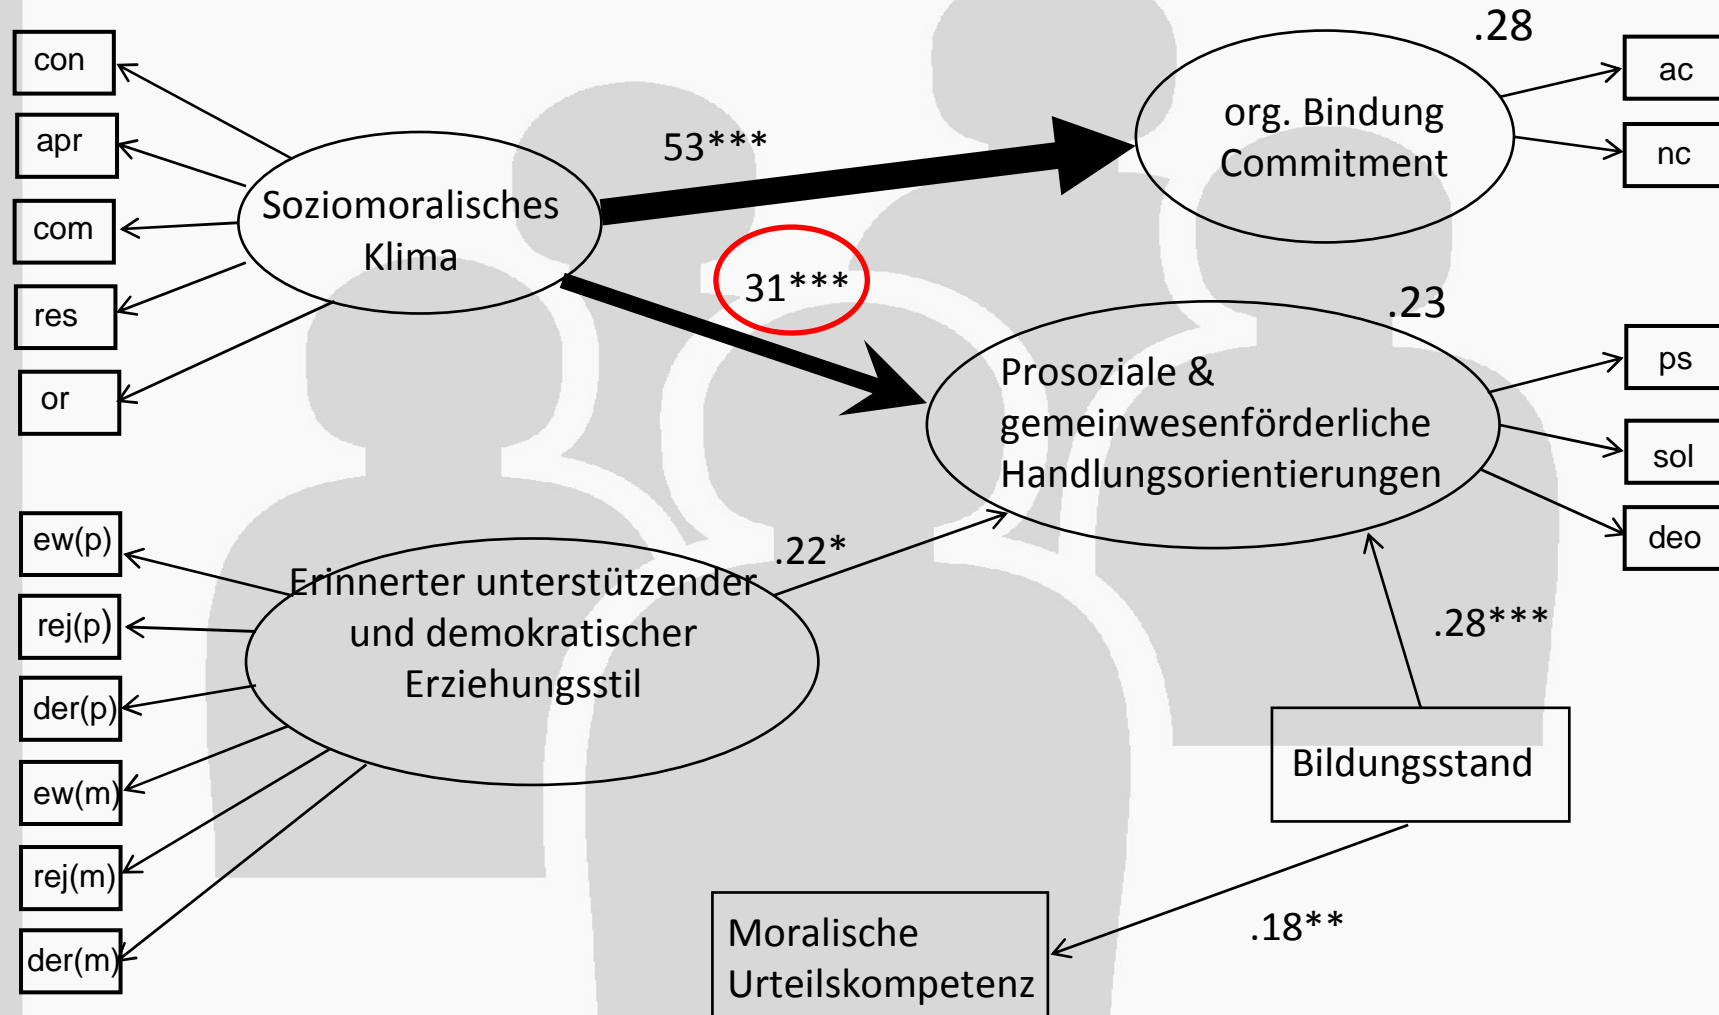 con
apr
com
res
or
Soziomoralisches
Klima
53***
31***
.28
org. Bindung
Commitment
ac
nc
.23
Prosoziale &
gemeinwesenförderliche
Handlungsorientierungen
ps
sol
deo
ew(p)
rej(p)
der(p)
ew(m)
rej(m)
der(m)
Erinnerter unterstützender
und demokratischer
Erziehungsstil
.22*
.28***
Bildungsstand
.18**
Moralische
Urteilskompetenz